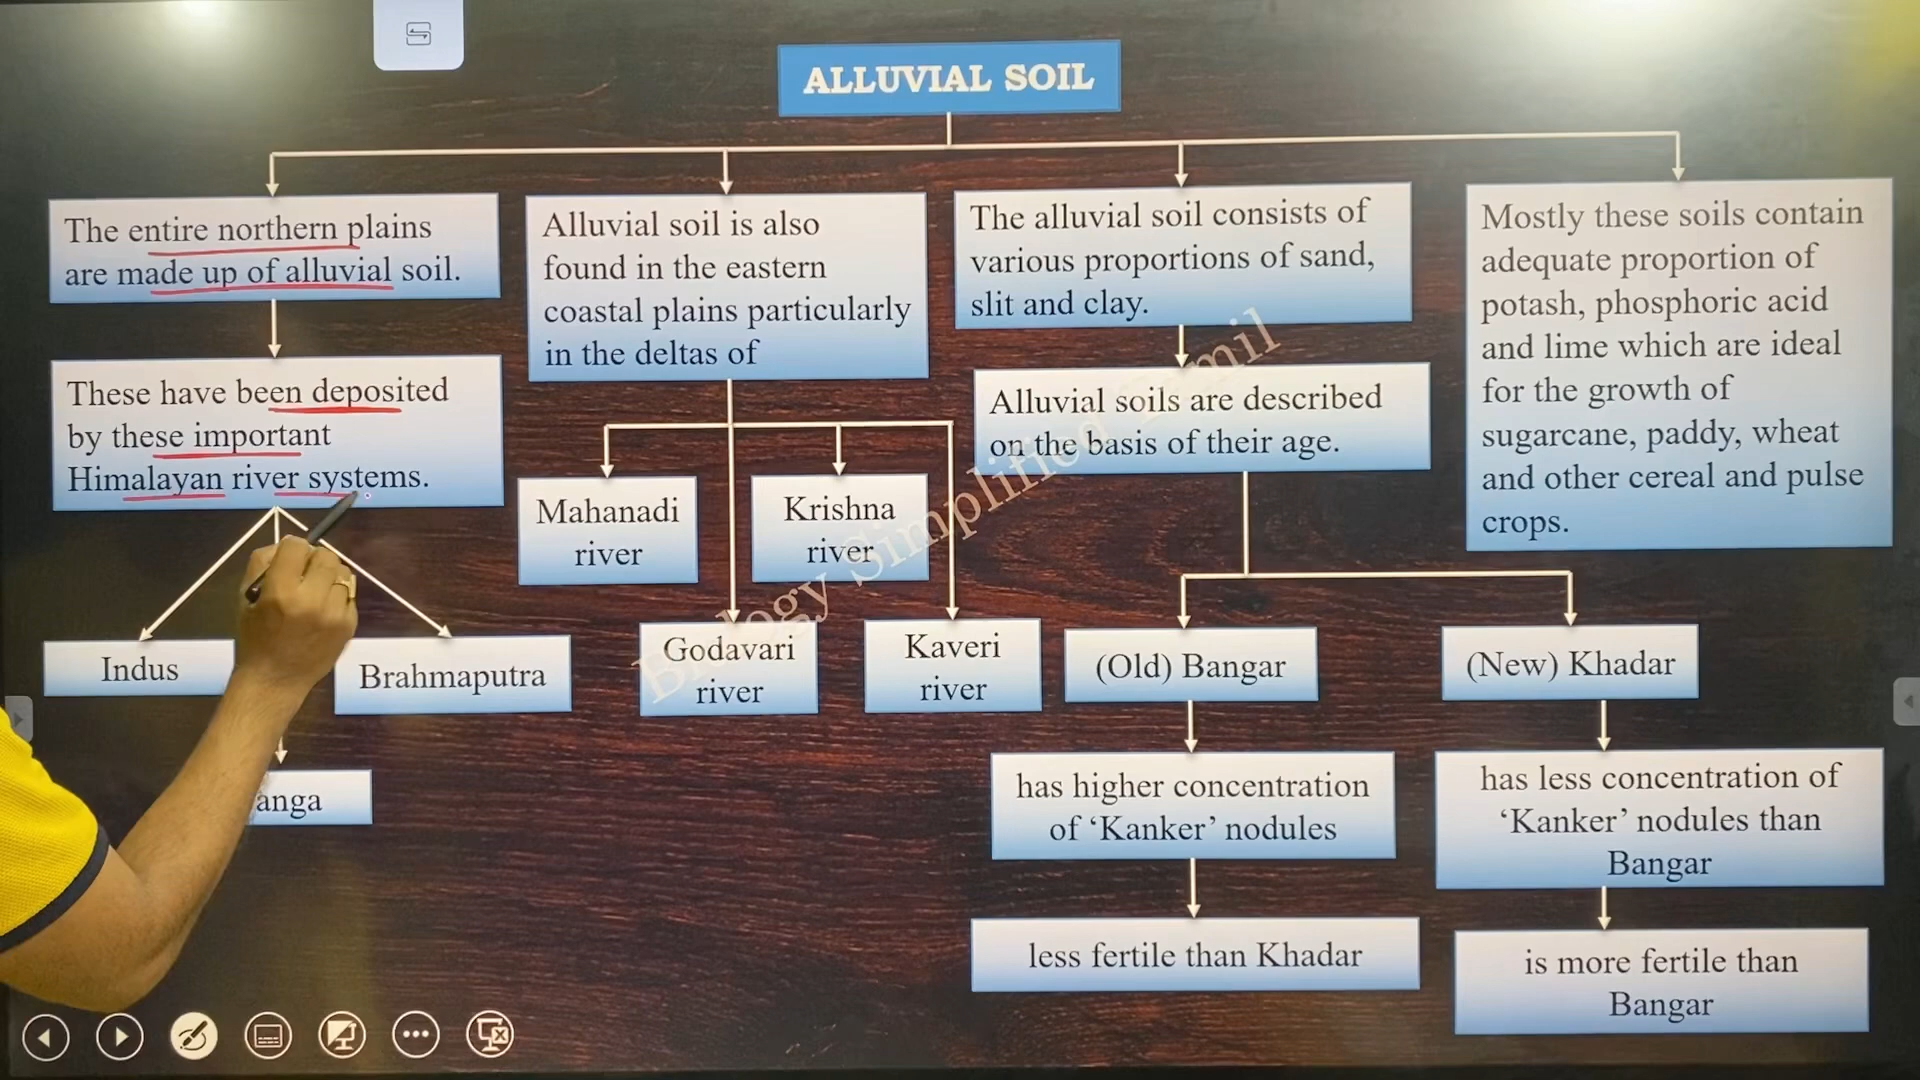 ALLUVIAL SOIL
The entire northern plains
are made up of alluvial soil.
These have been deposited
by these important
Himalayan river systems.
Indus
Brahmaputra
anga
Alluvial soil is also
found in the eastern
coastal plains particularly
in the deltas of
Mahanadi
river
Krishna
river
Godavari
river
Kaveri
river
The alluvial soil consists of
various proportions of sand,
slit and clay.
Alluvial soils are described
on the basis of their age.
(Old) Bangar
has higher concentration
of ‘Kanker’ nodules
less fertile than Khadar
(New) Khadar
has less concentration of
‘Kanker’ nodules than
Bangar
is more fertile than
Bangar
Mostly these soils contain
adequate proportion of
potash, phosphoric acid
and lime which are ideal
for the growth of
sugarcane, paddy, wheat
and other cereal and pulse
crops.
Biology Simplified Tamil